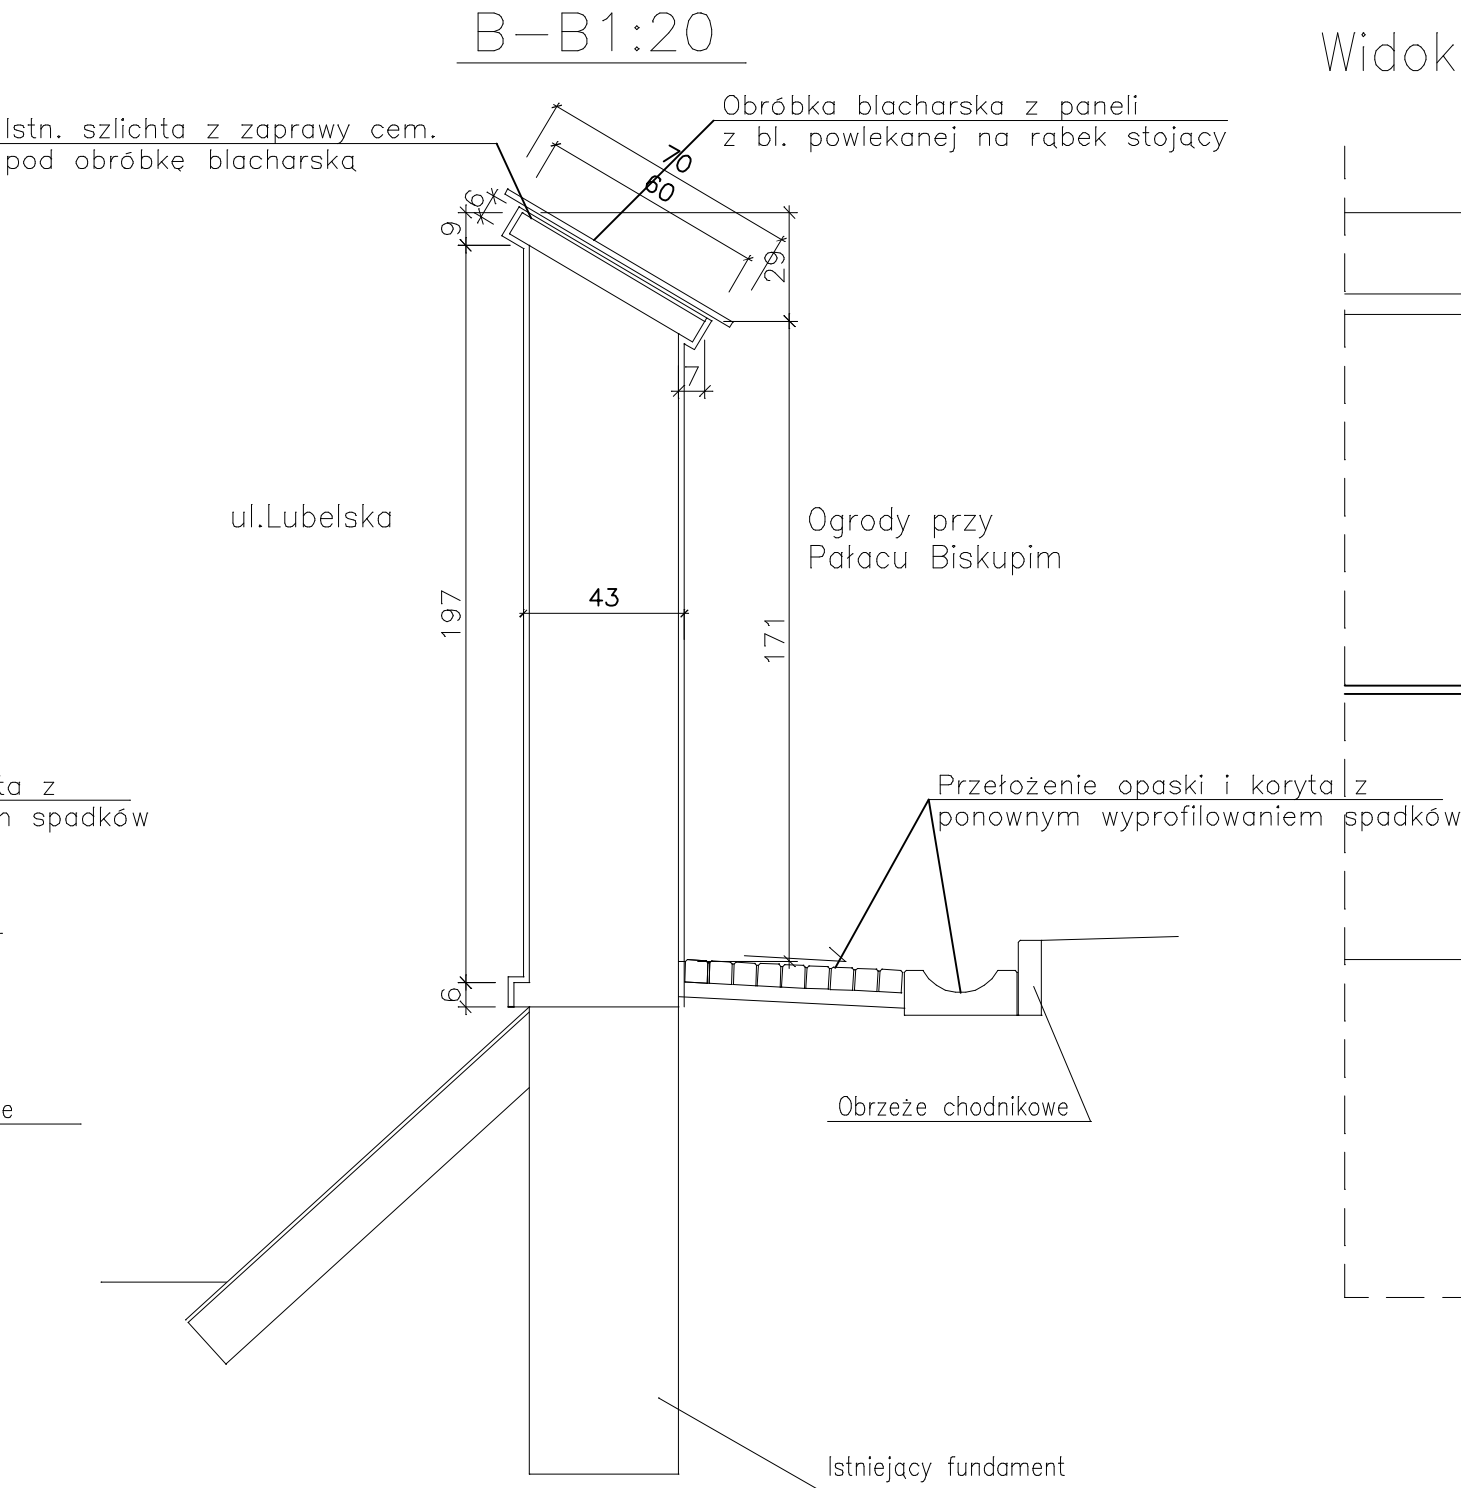 B-B1:20
Widok
Istn. szlichta z zaprawy cem.
pod obróbkę blacharską
Obróbka blacharska z paneli
z bl. powlekanej na rąbek stojący
70
60
6
9
29
7
ul.Lubelska
Ogrody przy
Pałacu Biskupim
197
43
171
z
spadków
Przełożenie opaski i koryta z
ponownym wyprofilowaniem spadków
6
Obrzeże chodnikowe
Istniejący fundament